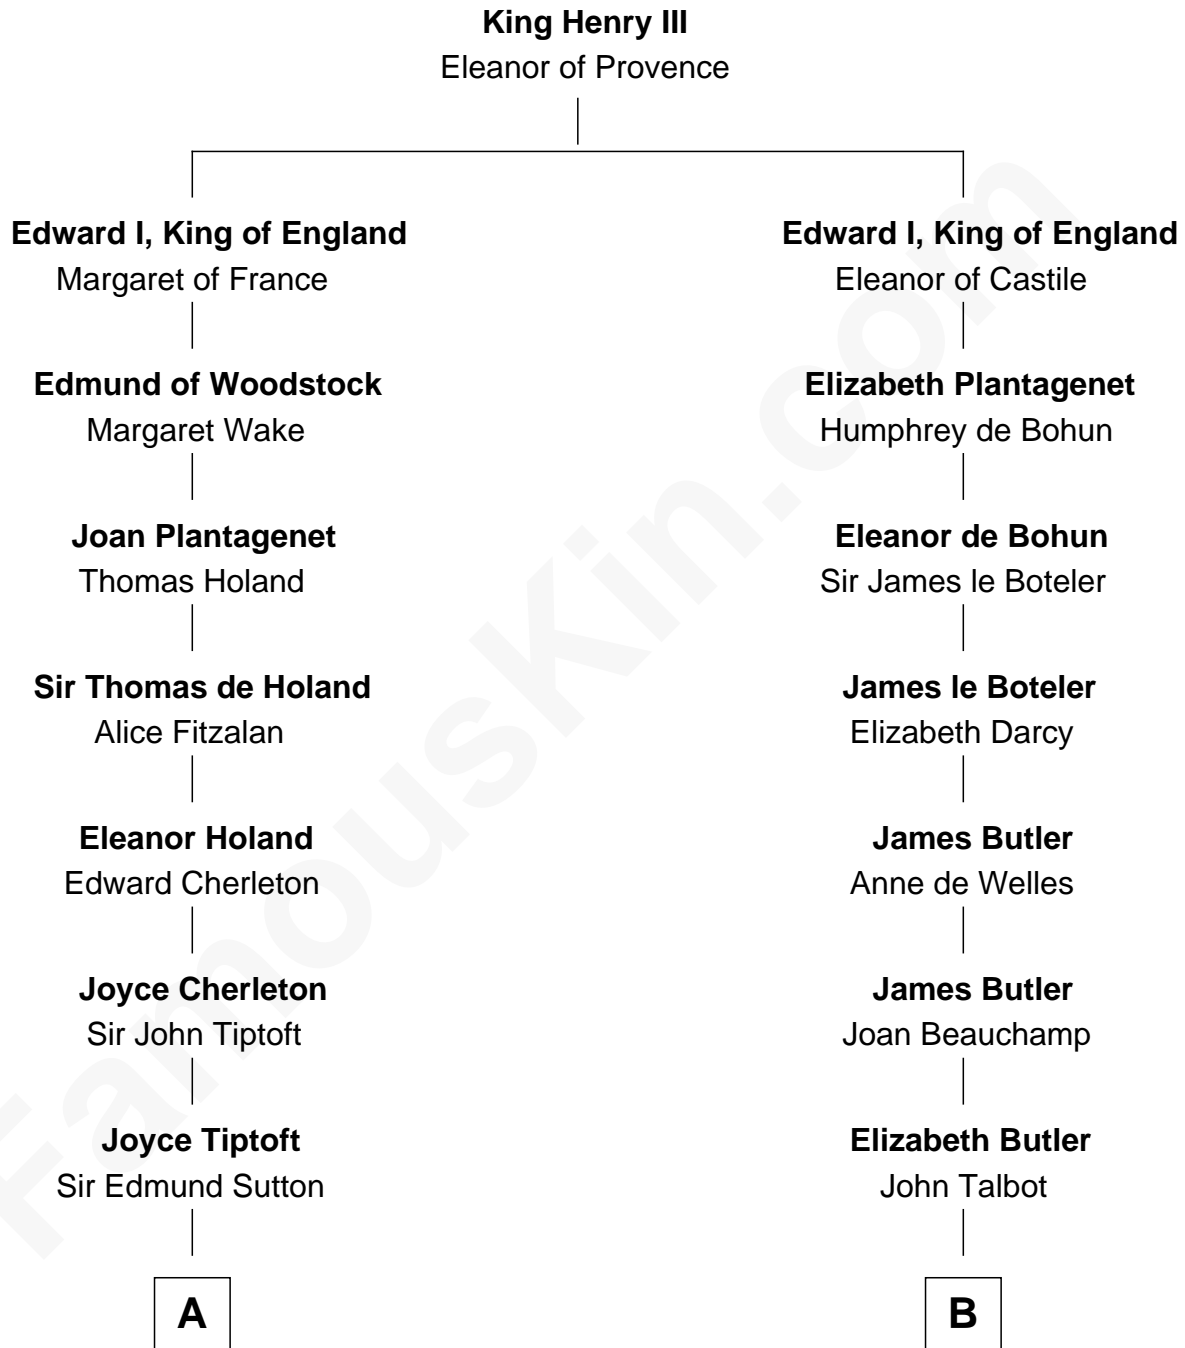 King Henry III
Eleanor of Provence
Edward I, King of England
Margaret of France
Edward I, King of England
Eleanor of Castile
Edmund of Woodstock
Margaret Wake
Elizabeth Plantagenet
Humphrey de Bohun
Joan Plantagenet
Thomas Holand
Eleanor de Bohun
Sir James le Boteler
Sir Thomas de Holand
Alice Fitzalan
James le Boteler
Elizabeth Darcy
Eleanor Holand
Edward Cherleton
James Butler
Anne de Welles
Joyce Cherleton
Sir John Tiptoft
James Butler
Joan Beauchamp
Joyce Tiptoft
Sir Edmund Sutton
Elizabeth Butler
John Talbot
A
B
FamousKin.com